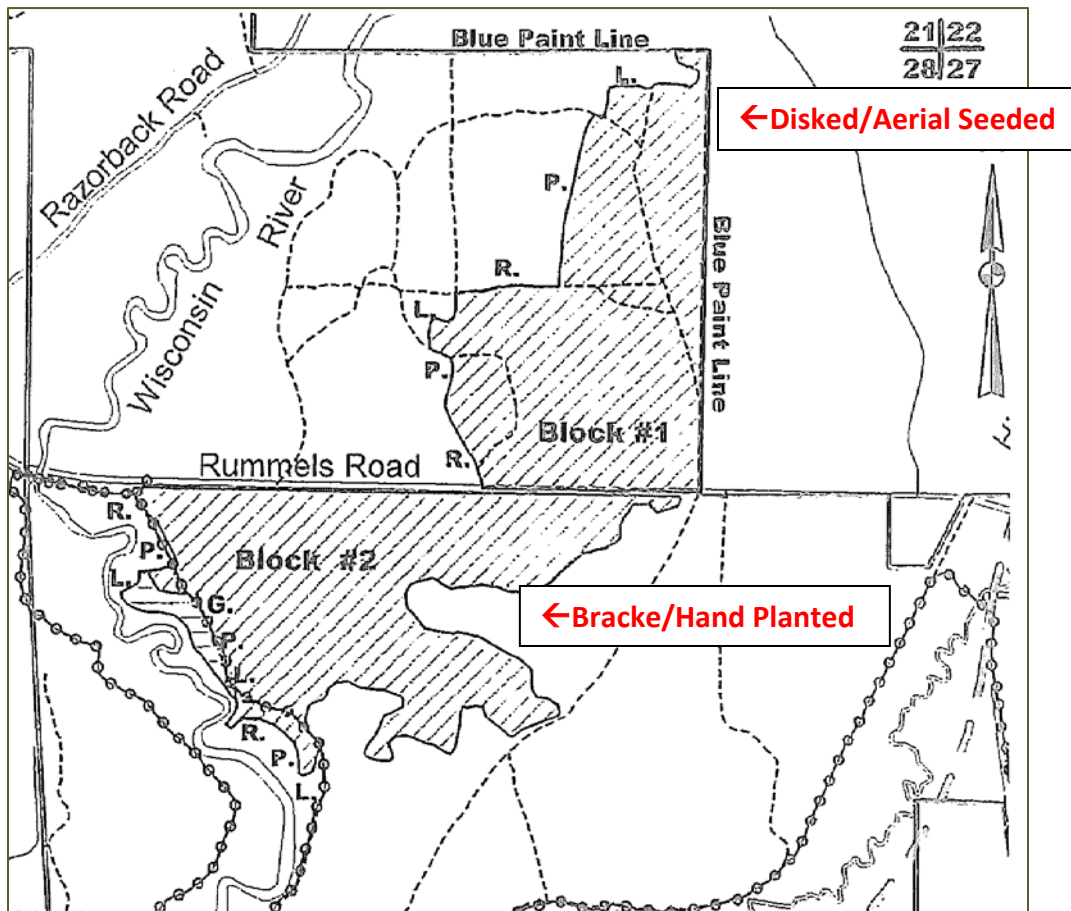 Blue Paint Line
21 22
28 27
←Disked/Aerial Seeded
Razorback Road
L.
P.
Wisconsin River
R.
Blue Paint Line
L.
P.
Block #1
R.
Rummels Road
R.
Block #2
P.
L.
G.
←Bracke/Hand Planted
P.
L.
R.
P.
L.